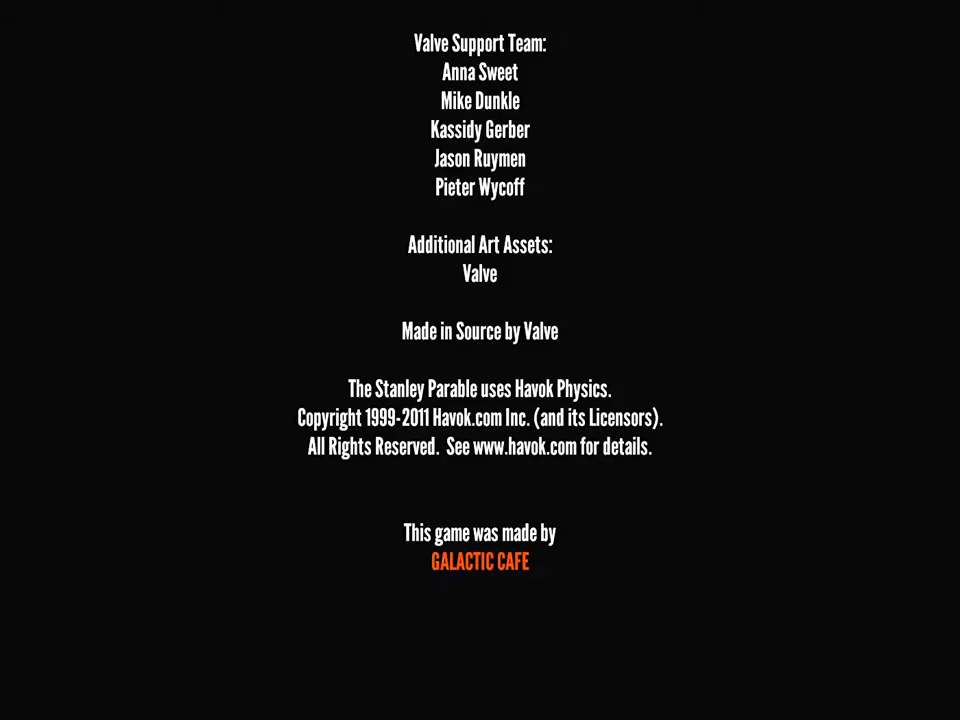 Valve Support Team:
Anna Sweet
Mike Dunkle
Kassidy Gerber
Jason Ruymen
Pieter Wycoff
Additional Art Assets:
Valve
Made in Source by Valve
The Stanley Parable uses Havok Physics.
Copyright 1999-2011 Havok.com Inc. (and its Licensors).
All Rights Reserved.  See www.havok.com for details.
This game was made by
GALACTIC CAFE